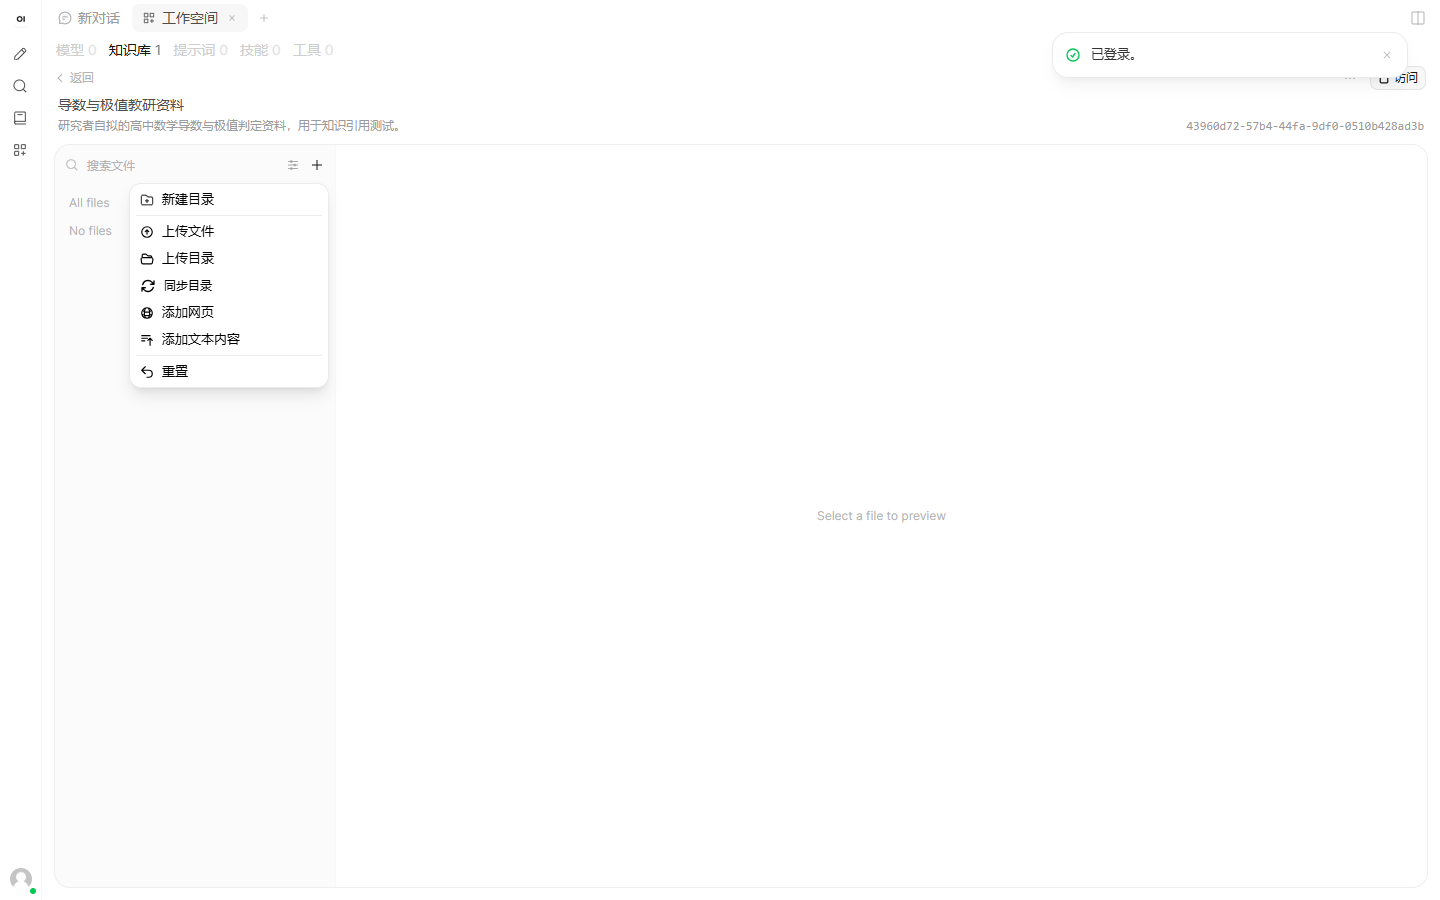 OI
新对话
工作空间
模型 0 知识库 1 提示词 0 技能 0 工具 0
已登录。
返回
访问
导数与极值教研资料
研究者自拟的高中数学导数与极值判定资料，用于知识引用测试。
43960d72-57b4-44fa-9df0-0510b428ad3b
搜索文件
All files
No files
新建目录
上传文件
上传目录
同步目录
添加网页
添加文本内容
重置
Select a file to preview